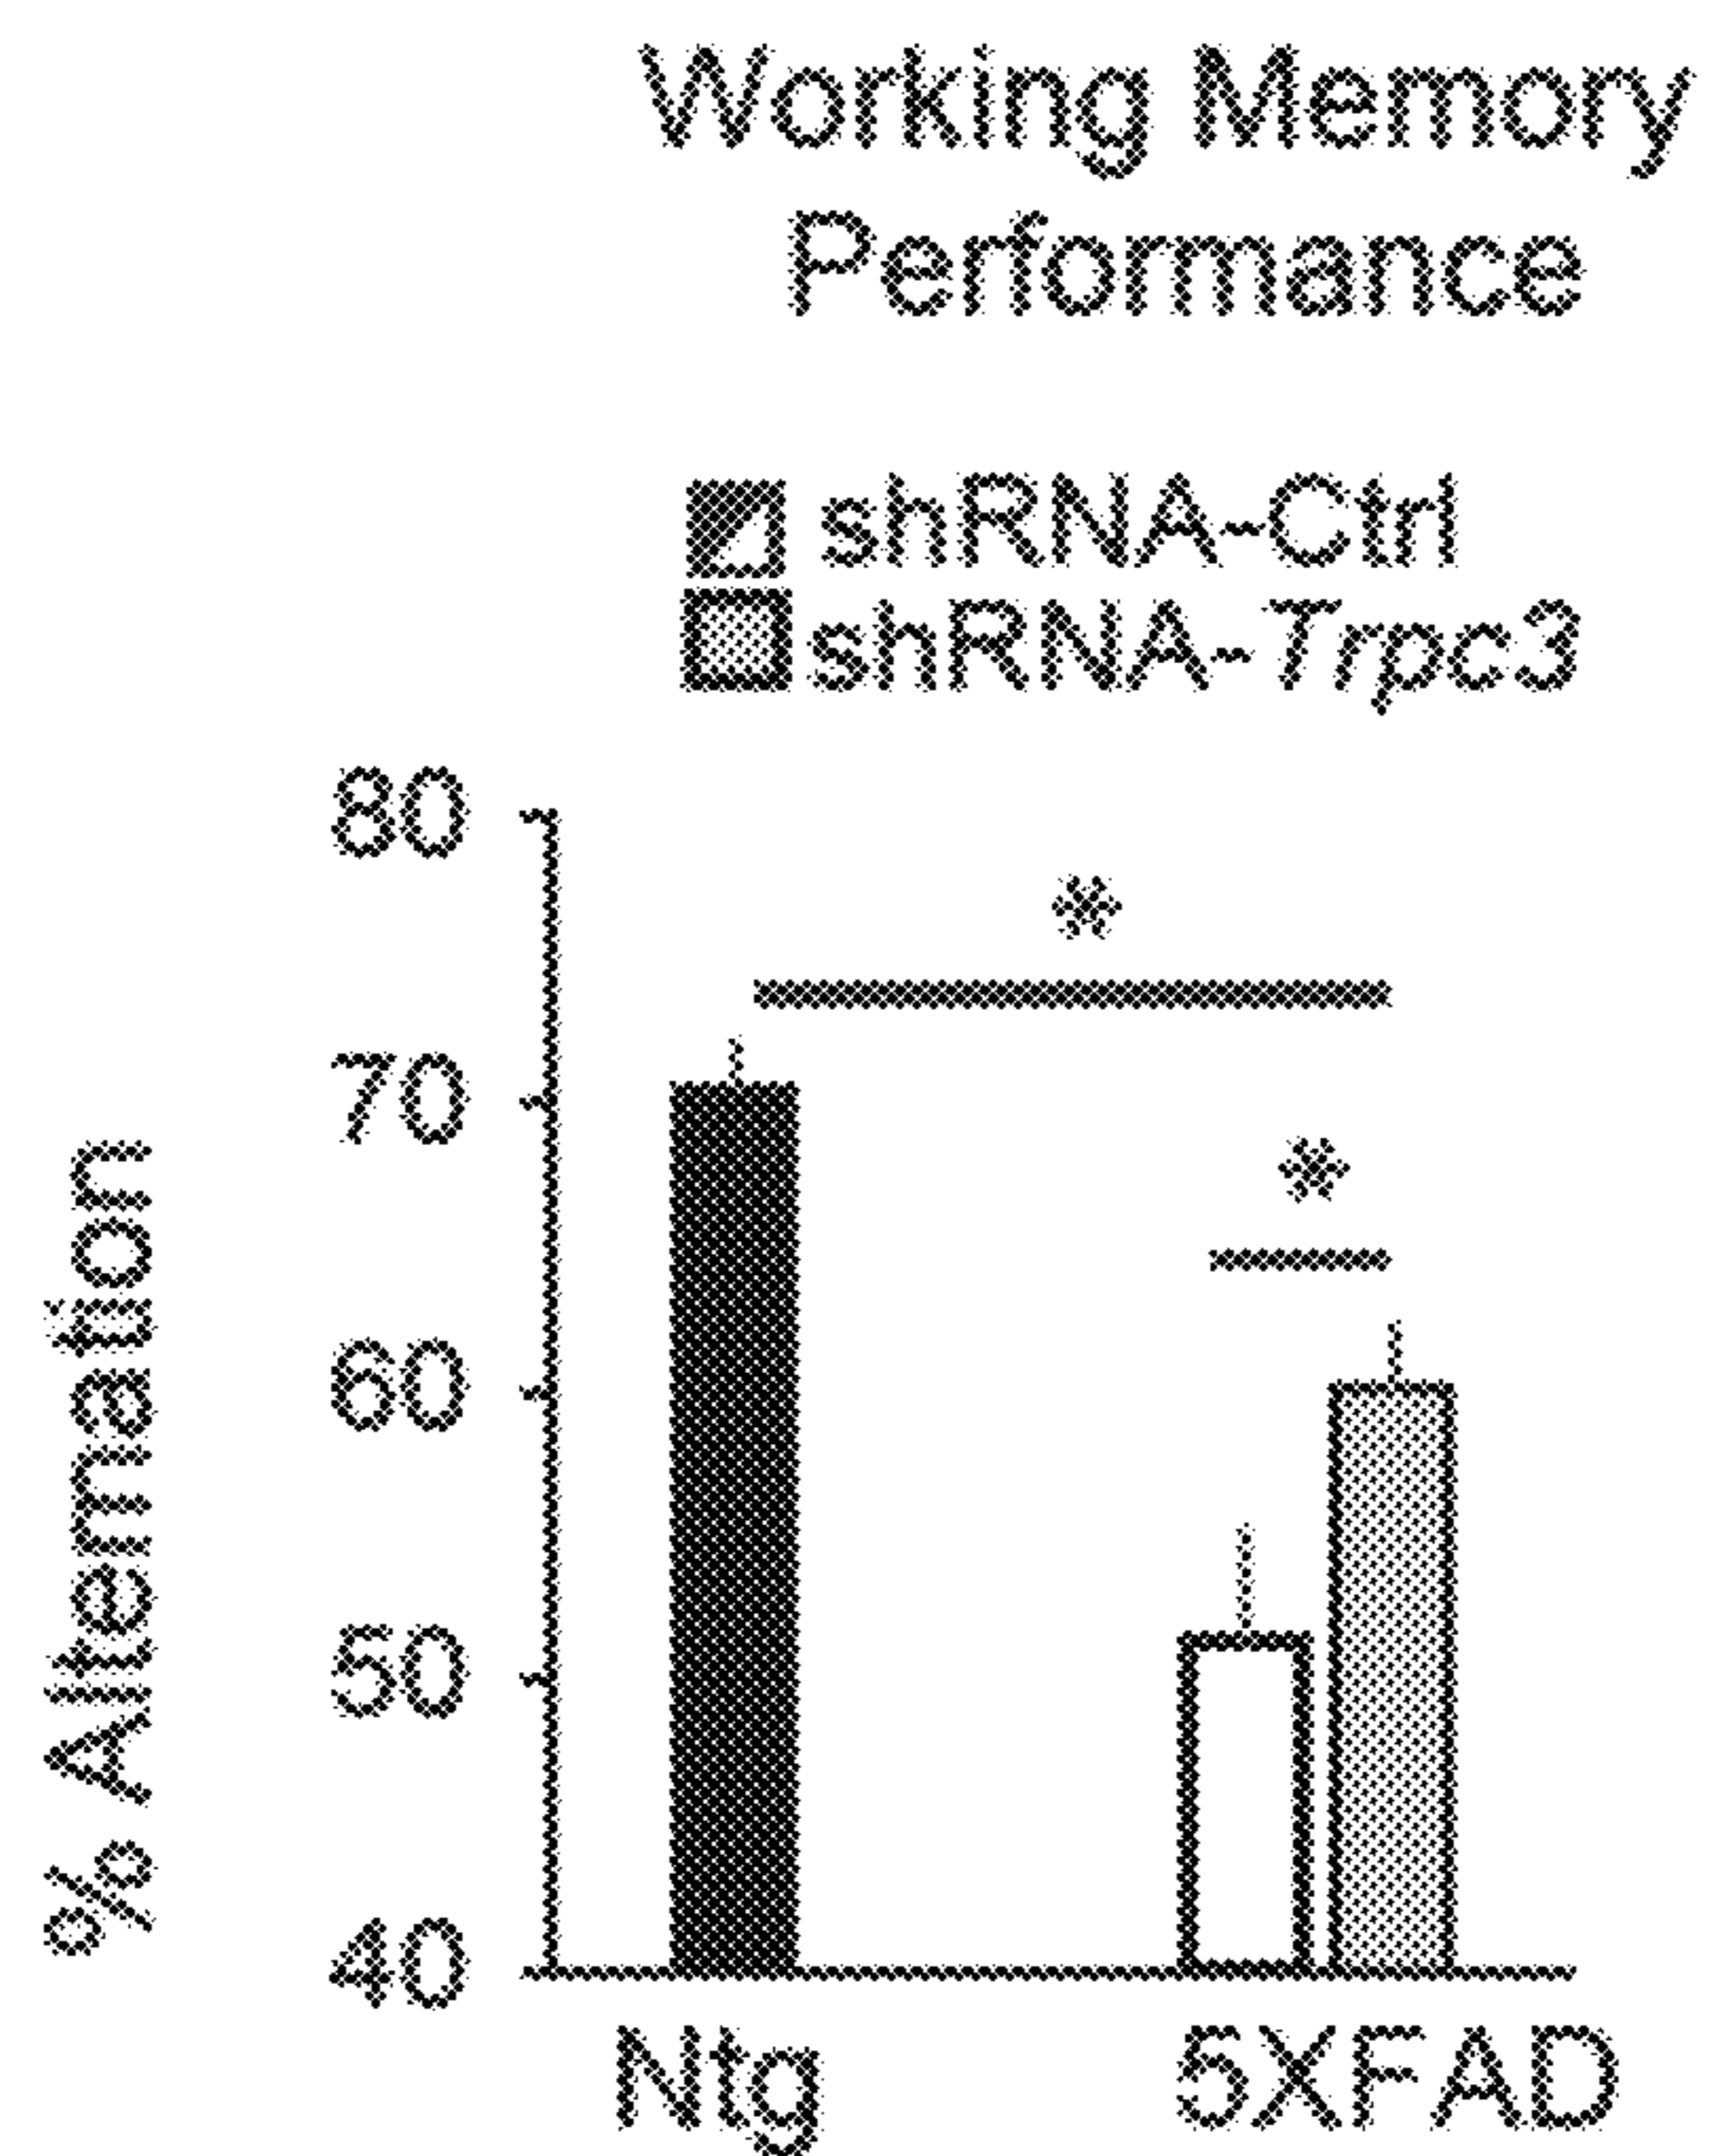 Working Memory
Performance
shRNA-Ctrl
shRNA-Trpc3
80
70
60
50
40
% Alternation
*
*
Ntg
5XFAD